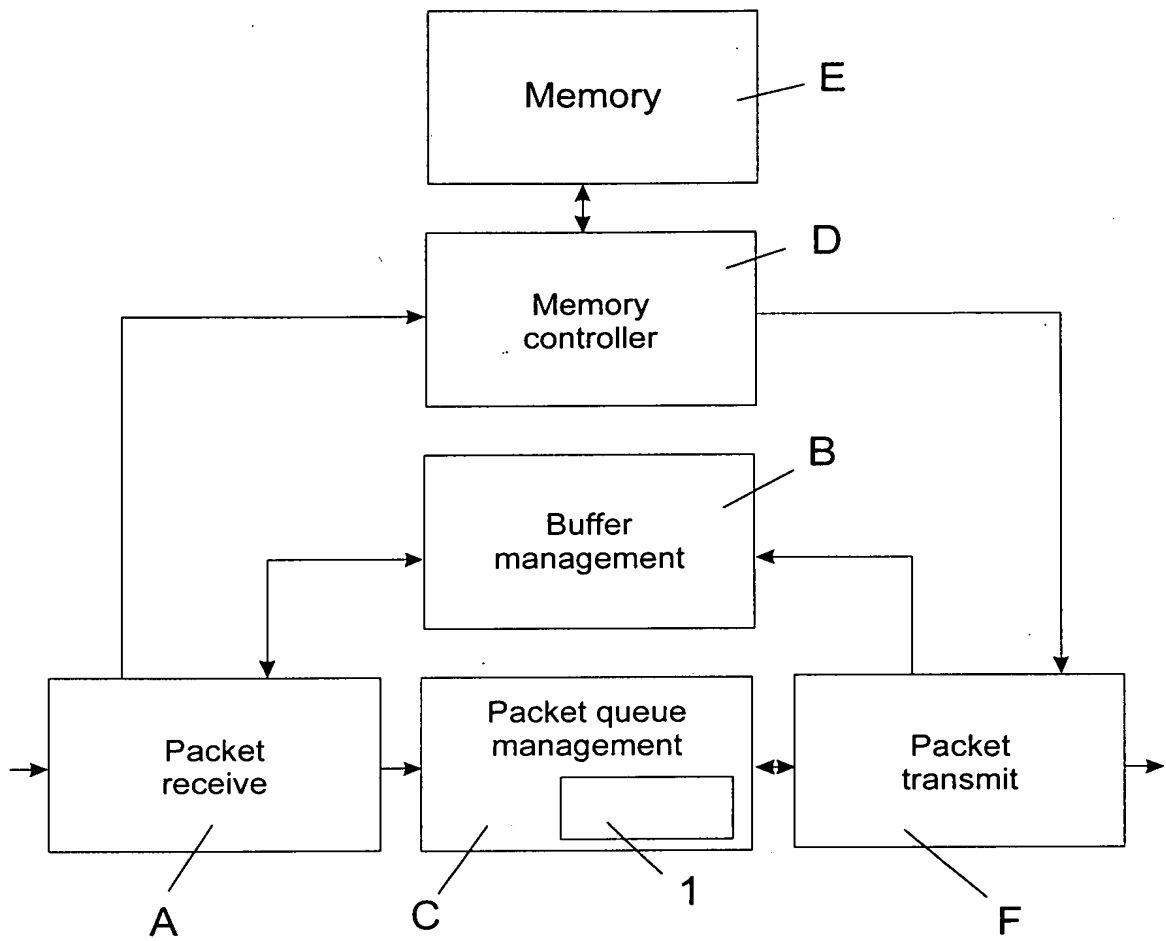 Memory
E
D
Memory
controller
B
Buffer
management
Packet queue
management
Packet
receive
Packet
transmit
A
C
1
F